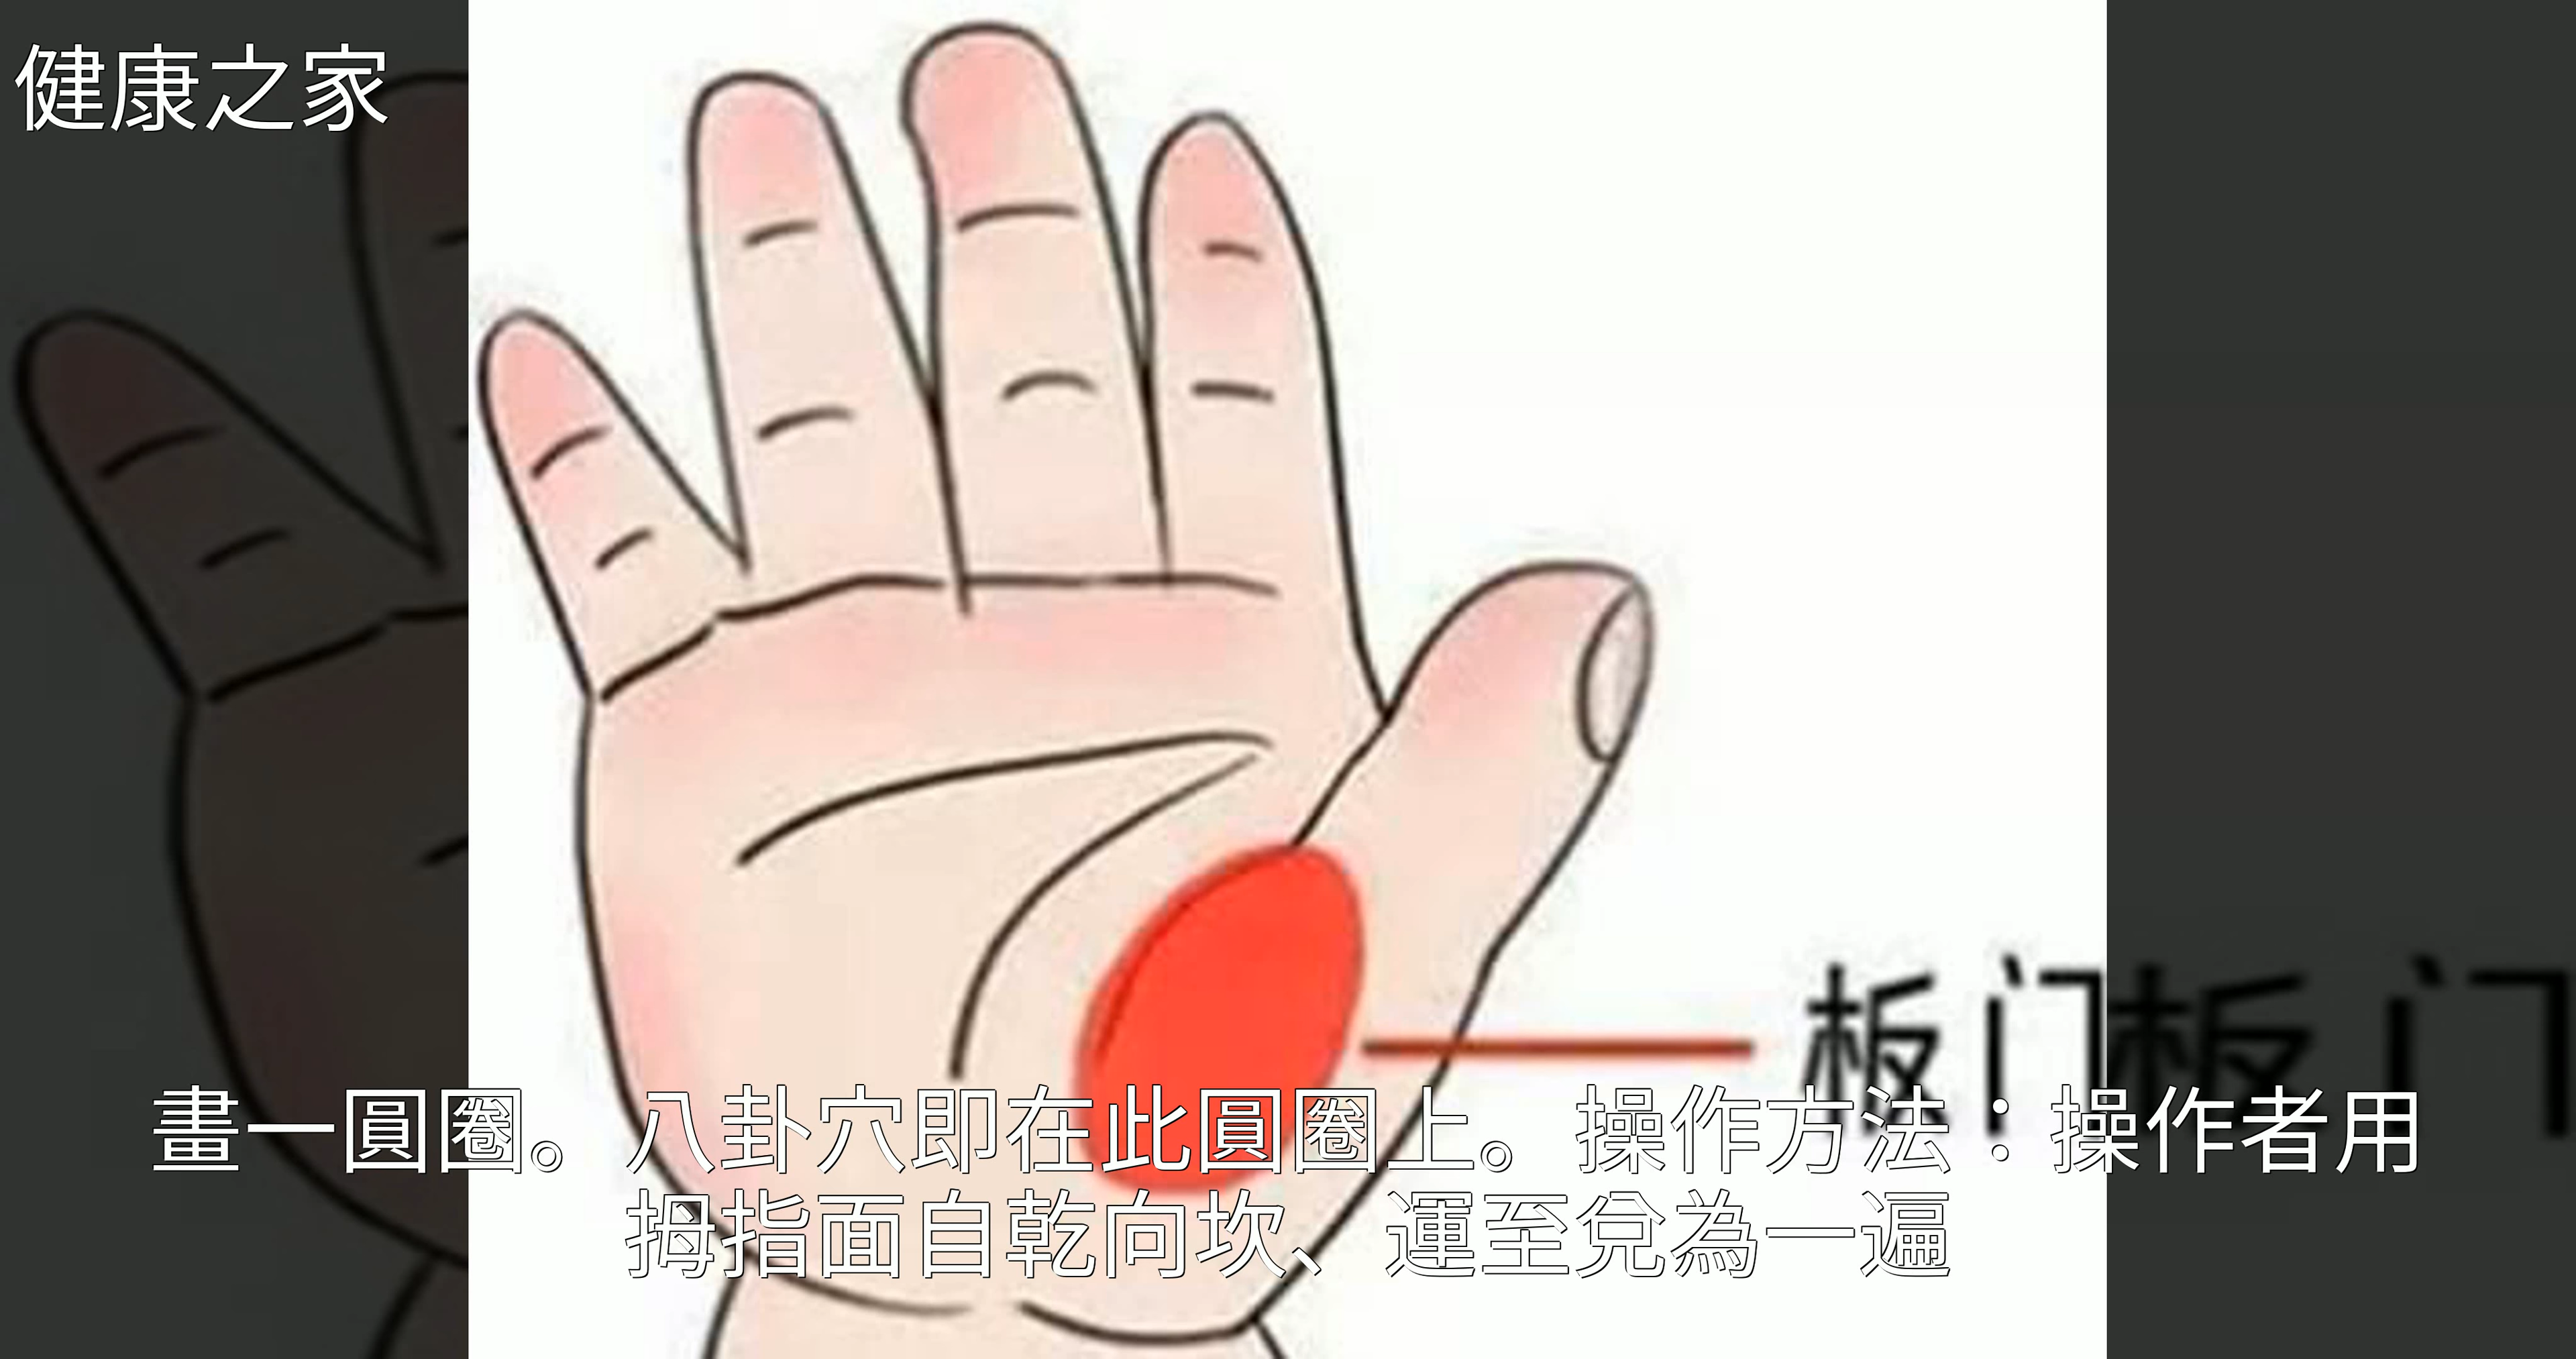 健康之家
板门
板门
畫一圓圈。八卦穴即在此圓圈上。操作方法：操作者用
拇指面自乾向坎、運至兌為一遍